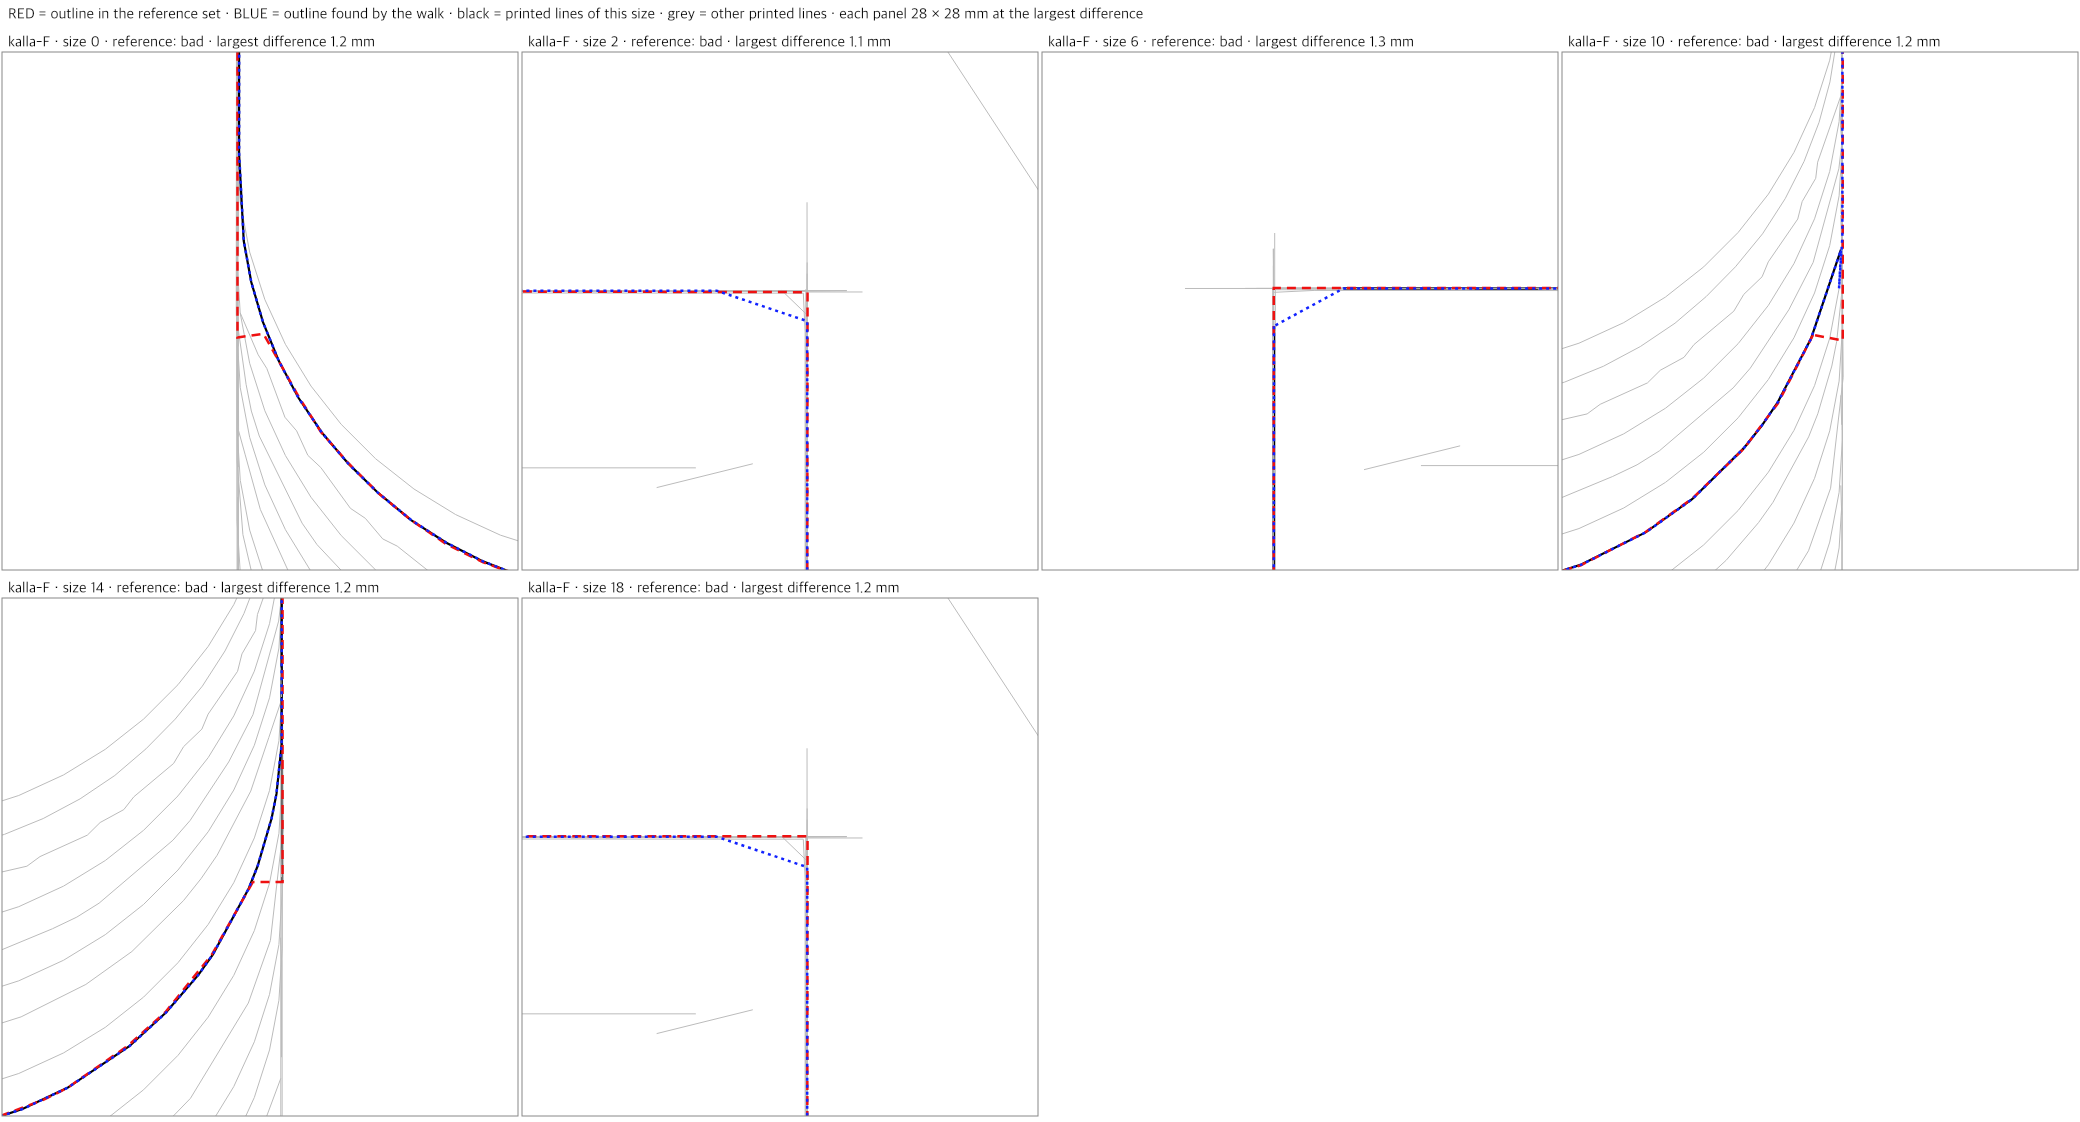 RED = outline in the reference set · BLUE = outline found by the walk · black = printed lines of this size · grey = other printed lines · each panel 28 × 28 mm at the largest difference
kalla-F · size 0 · reference: bad · largest difference 1.2 mm
kalla-F · size 2 · reference: bad · largest difference 1.1 mm
kalla-F · size 6 · reference: bad · largest difference 1.3 mm
kalla-F · size 10 · reference: bad · largest difference 1.2 mm
kalla-F · size 14 · reference: bad · largest difference 1.2 mm
kalla-F · size 18 · reference: bad · largest difference 1.2 mm